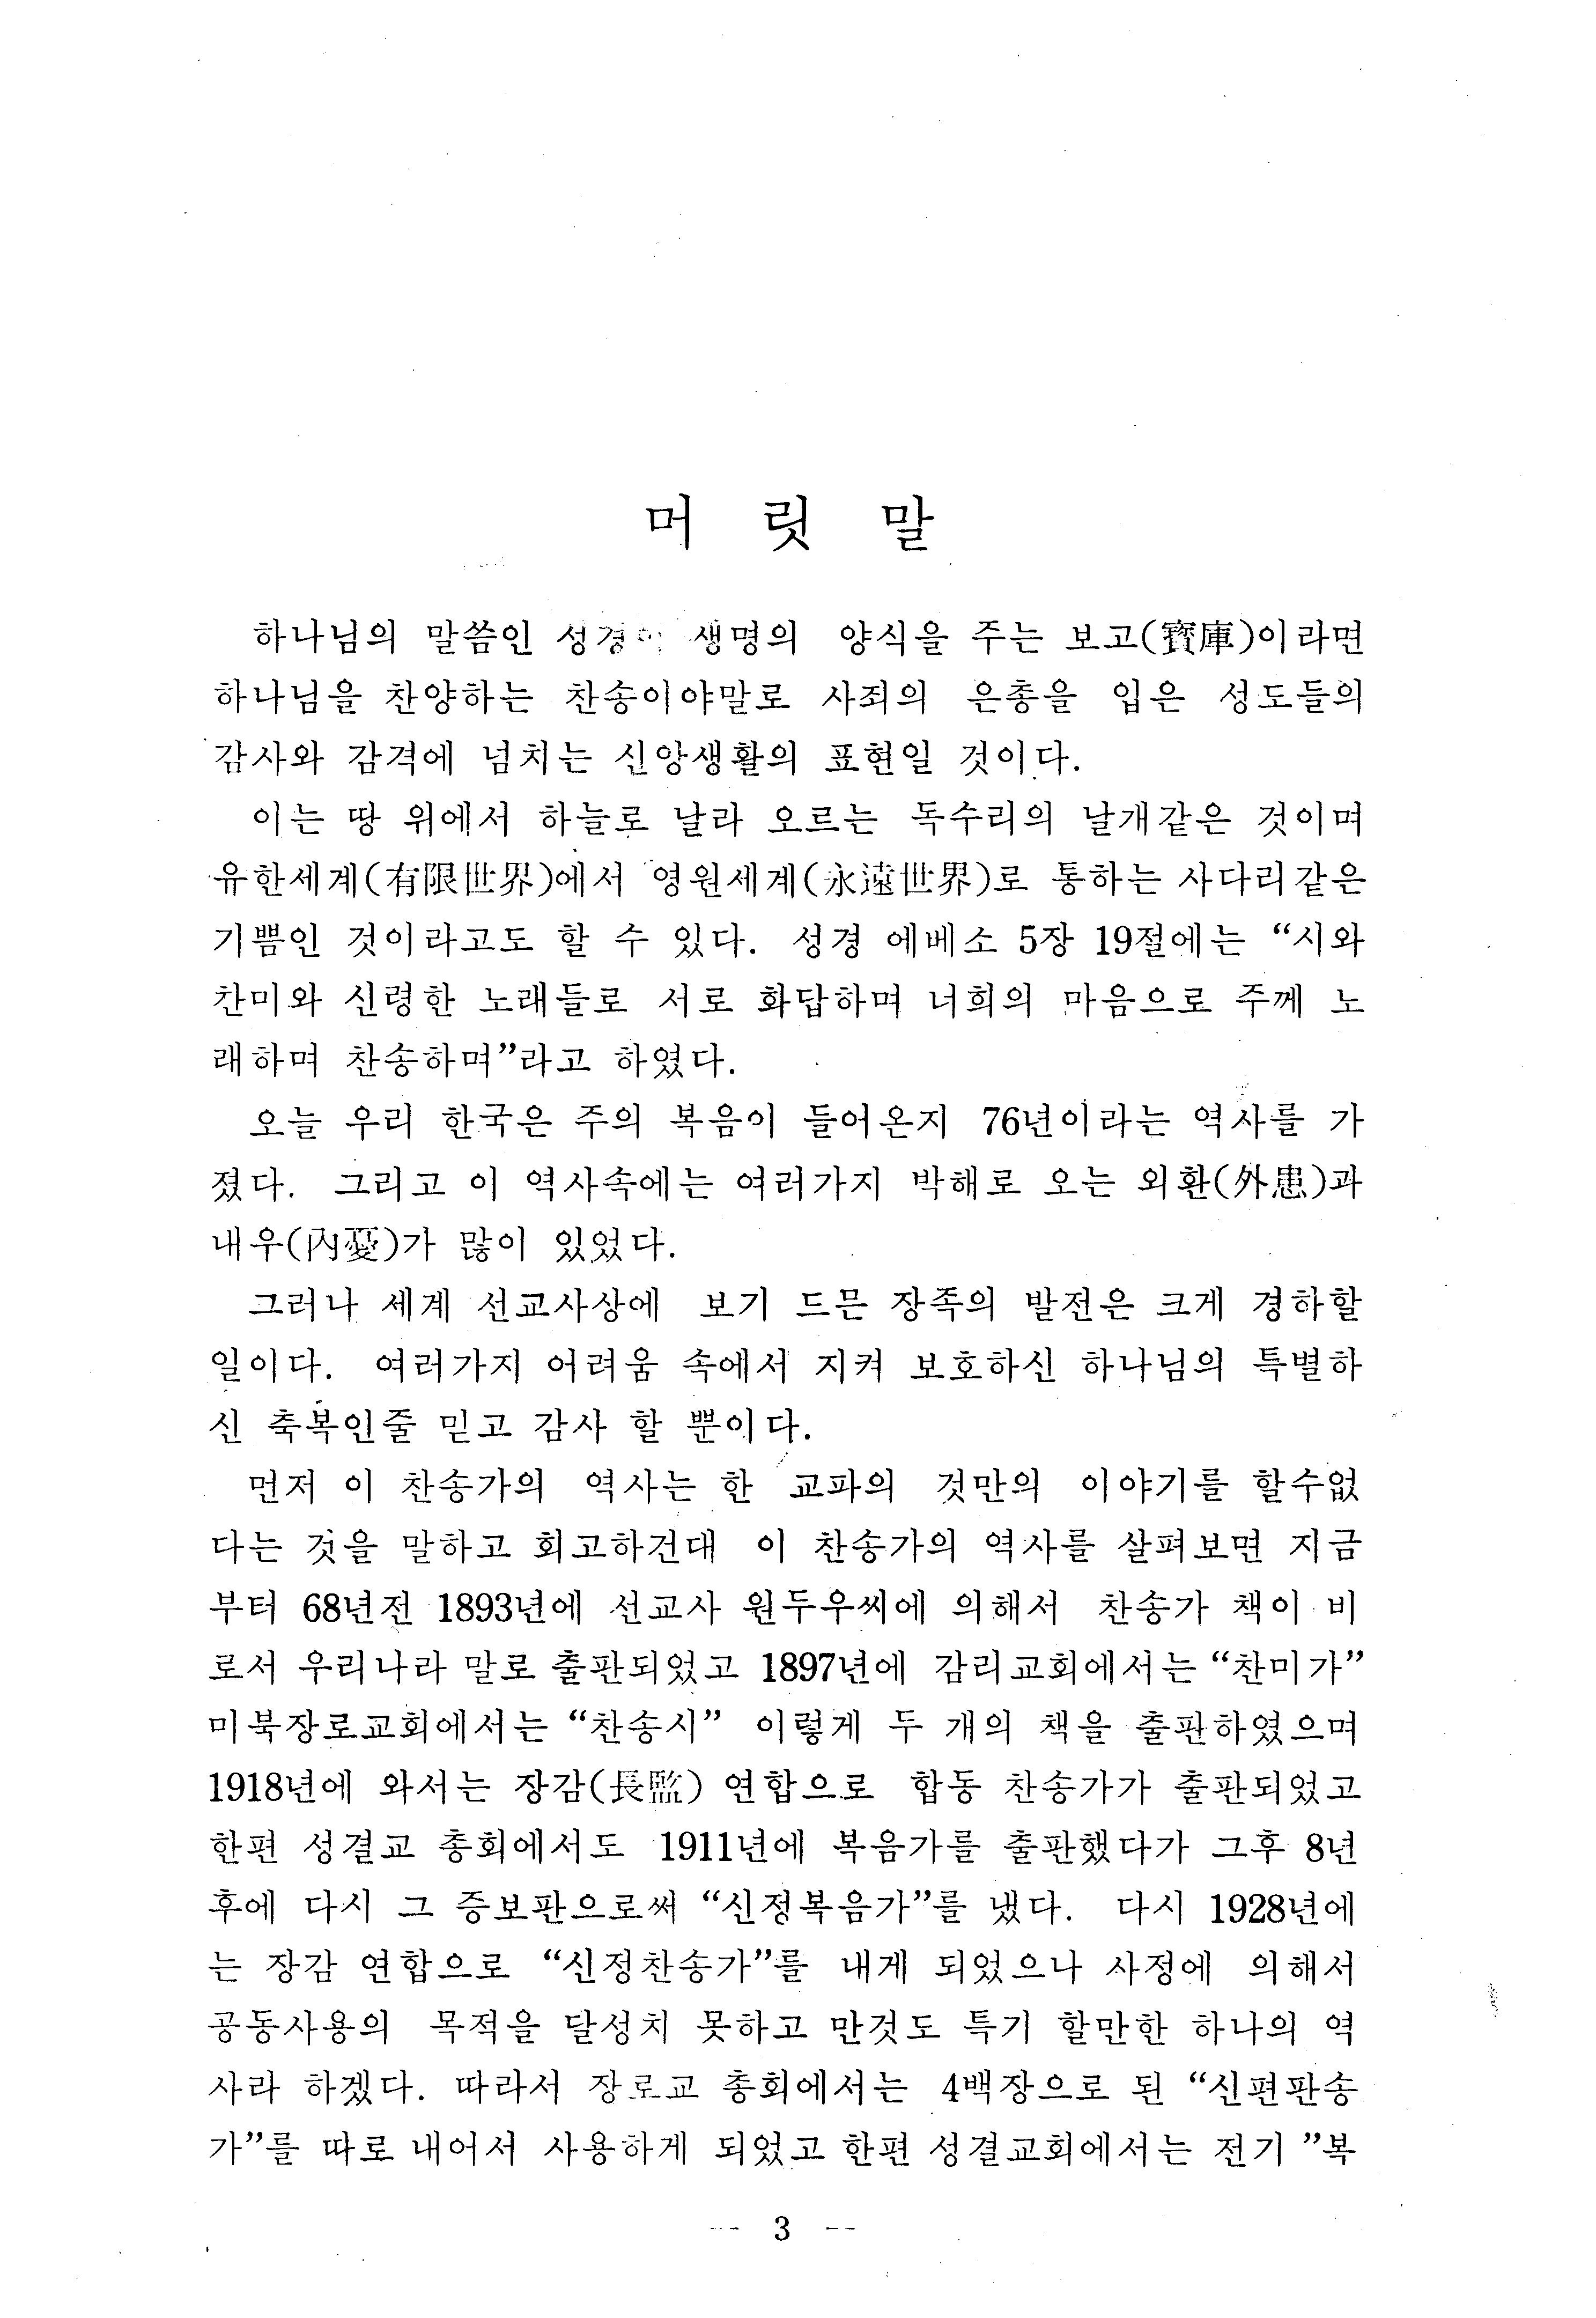 머 릿 말
하나님의 말씀인 성경이 생명의 양식을 주는 보고(寶庫)이라면
하나님을 찬양하는 찬송이야말로 사죄의 은총을 입은 성도들의
감사와 감격에 넘치는 신앙생활의 표현일 것이다.
이는 땅 위에서 하늘로 날라 오르는 독수리의 날개같은 것이며
유한세계(有限世界)에서 영원세계(永遠世界)로 통하는 사다리같은
기쁨인 것이라고도 할 수 있다. 성경 에베소 5장 19절에는 “시와
찬미와 신령한 노래들로 서로 화답하며 너희의 마음으로 주께 노
래하며 찬송하며”라고 하였다.
오늘 우리 한국은 주의 복음이 들어온지 76년이라는 역사를 가
졌다. 그리고 이 역사속에는 여러가지 박해로 오는 외환(外患)과
내우(內憂)가 많이 있었다.
그러나 세계 선교사상에 보기 드믄 장족의 발전은 크게 경하할
일이다. 여러가지 어려움 속에서 지켜 보호하신 하나님의 특별하
신 축복인줄 믿고 감사 할 뿐이다.
먼저 이 찬송가의 역사는 한 교파의 것만의 이야기를 할수없
다는 것을 말하고 회고하건대 이 찬송가의 역사를 살펴보면 지금
부터 68년전 1893년에 선교사 원두우씨에 의해서 찬송가 책이 비
로서 우리나라 말로 출판되었고 1897년에 감리교회에서는 “찬미가”
미북장로교회에서는 “찬송시” 이렇게 두 개의 책을 출판하였으며
1918년에 와서는 장감(長監) 연합으로 합동 찬송가가 출판되었고
한편 성결교 총회에서도 1911년에 복음가를 출판했다가 그후 8년
후에 다시 그 증보판으로써 “신정복음가”를 냈다. 다시 1928년에
는 장감 연합으로 “신정찬송가”를 내게 되었으나 사정에 의해서
공동사용의 목적을 달성치 못하고 만것도 특기 할만한 하나의 역
사라 하겠다. 따라서 장로교 총회에서는 4백장으로 된 “신편판송
가”를 따로 내어서 사용하게 되었고 한편 성결교회에서는 전기 ”복
— 3 —